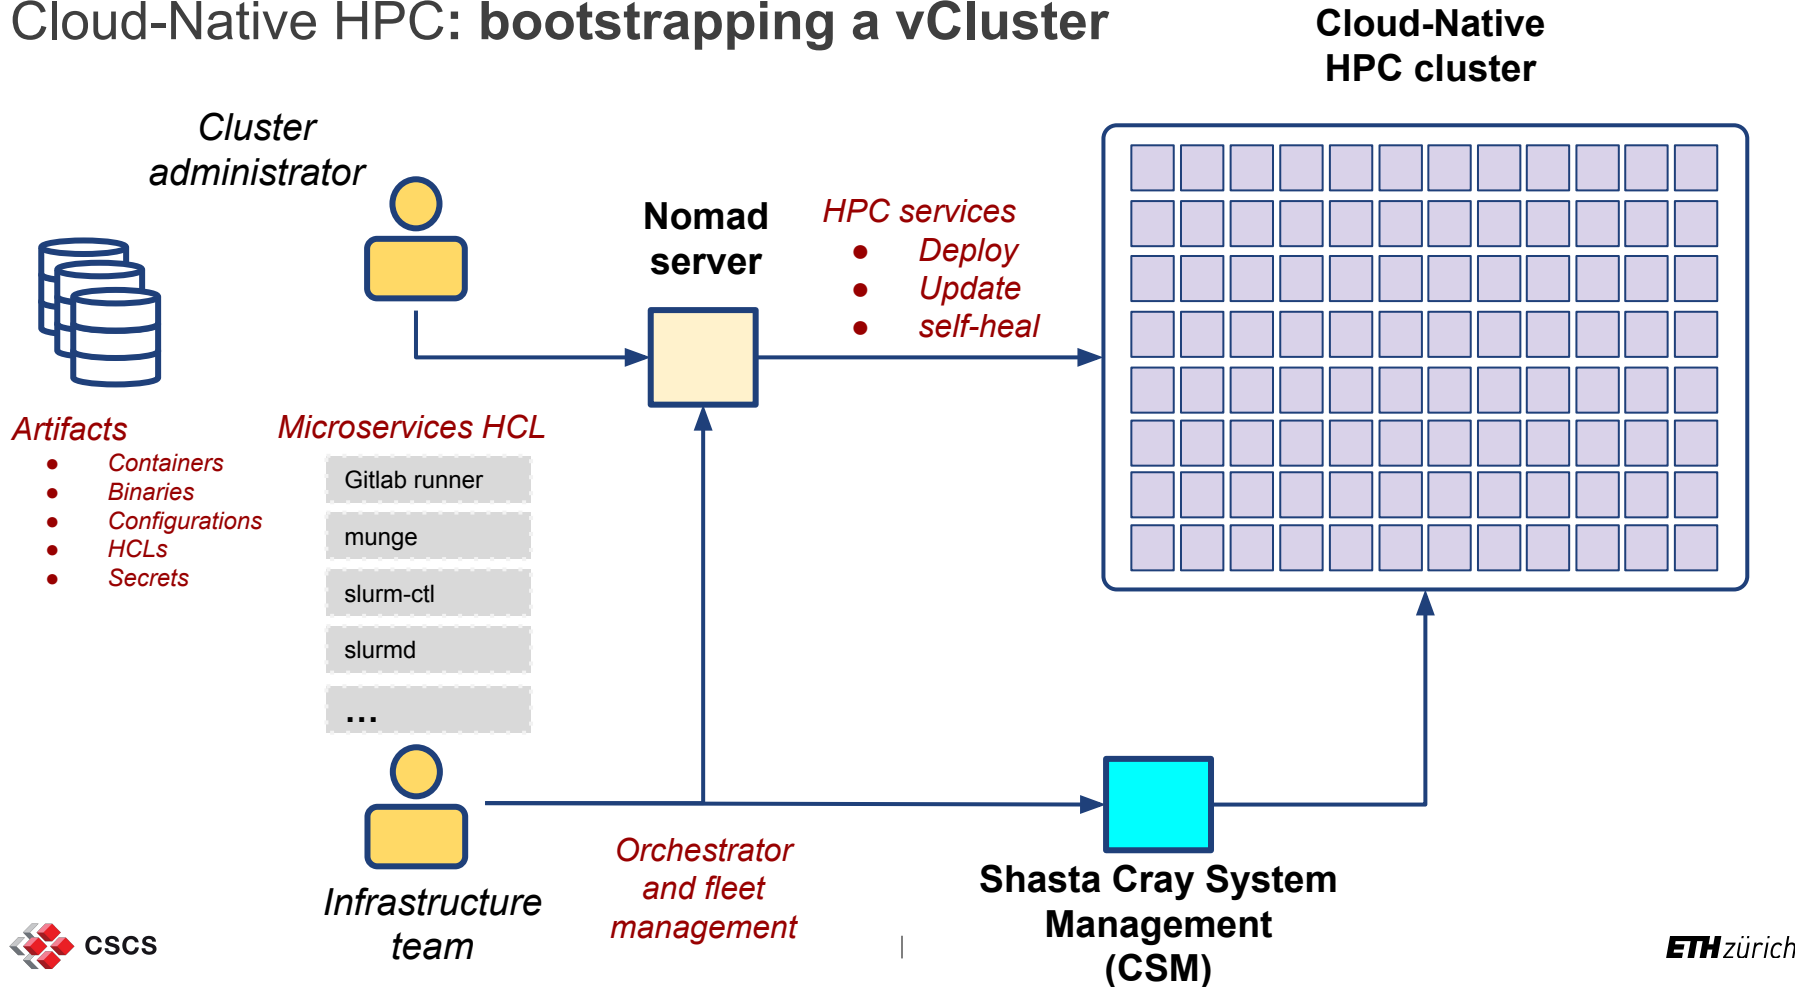 Cloud-Native HPC: bootstrapping a vCluster
Cloud-Native
HPC cluster
Cluster
administrator
Nomad
server
HPC services
● Deploy
● Update
● self-heal
Artifacts
● Containers
● Binaries
● Configurations
● HCLs
● Secrets
Microservices HCL
Gitlab runner
munge
slurm-ctl
slurmd
...
Infrastructure
team
Orchestrator
and fleet
management
Shasta Cray System
Management
(CSM)
CSCS
|
ETH zürich